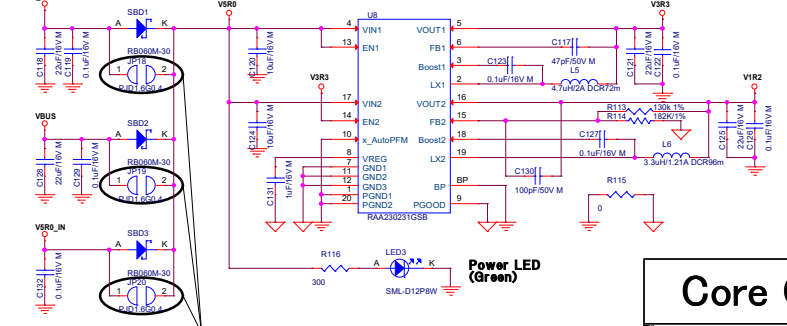 SBD1
A K
RB060M-30
JP18
1 2
PJD1.6G0.4
C118
22uF/16V M
C119
0.1uF/16V M
VBUS
SBD2
A K
RB060M-30
JP19
1 2
PJD1.6G0.4
C128
22uF/16V M
C129
0.1uF/16V M
V5R0_IN
SBD3
A K
RB060M-30
JP20
1 2
PJD1.6G0.4
C132
0.1uF/16V M
V5R0
C120
10uF/16V M
V3R3
C124
10uF/16V M
C131
1uF/16V M
U8
4 VIN1
13 EN1
17 VIN2
14 EN2
10 x_AutoPFM
8 VREG
7 GND1
11 GND2
12 GND3
1 PGND1
20 PGND2
VOUT1 5
FB1 6
Boost1 3
LX1 2
VOUT2 16
FB2 15
Boost2 18
LX2 19
BP BP
PGOOD 9
RAA230231GSB
C117
47pF/50V M
C123
0.1uF/16V M
L5
4.7uH/2A DCR72m
V3R3
C121
22uF/16V M
C122
0.1uF/16V M
V1R2
R113 130k 1%
R114 182K/1%
C127
0.1uF/16V M
L6
3.3uH/1.21A DCR96m
C125
22uF/16V M
C126
0.1uF/16V M
C130
100pF/50V M
R115
0
R116
300
LED3
A K
SML-D12P8W
Power LED
(Green)
Core